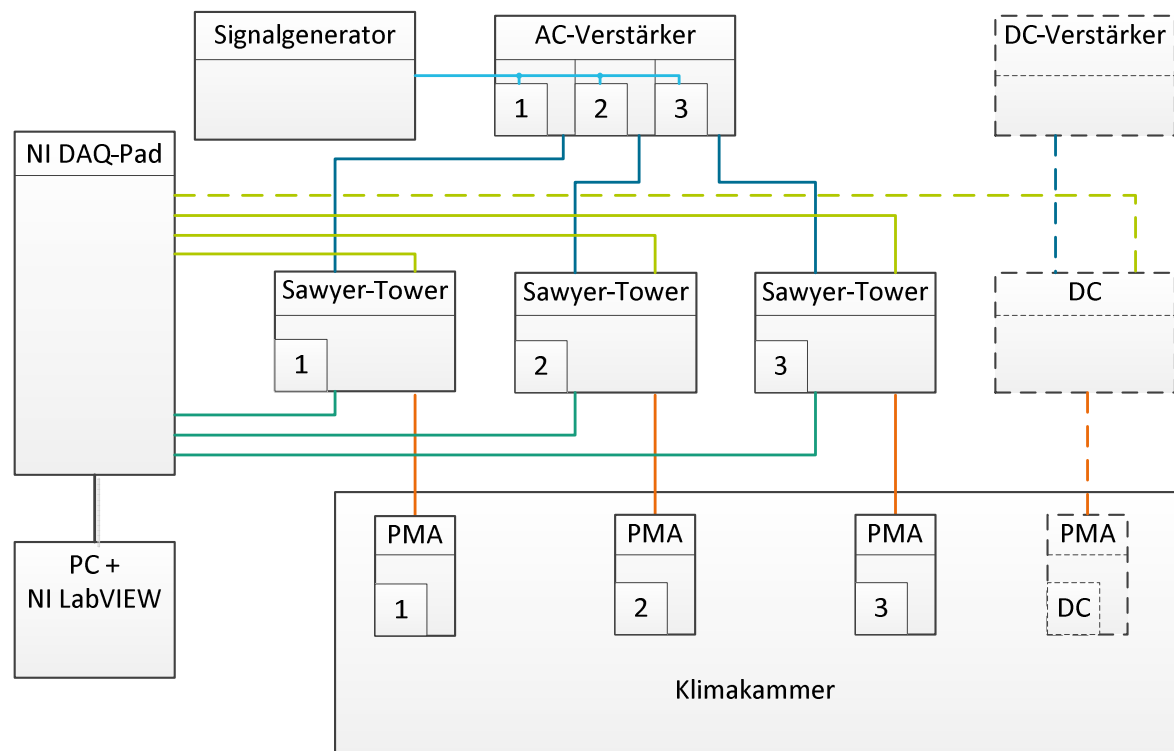 Signalgenerator
AC-Verstärker
DC-Verstärker
1
2
3
NI DAQ-Pad
Sawyer-Tower
Sawyer-Tower
Sawyer-Tower
DC
1
2
3
PMA
PMA
PMA
PMA
PC +
NI LabVIEW
1
2
3
DC
Klimakammer